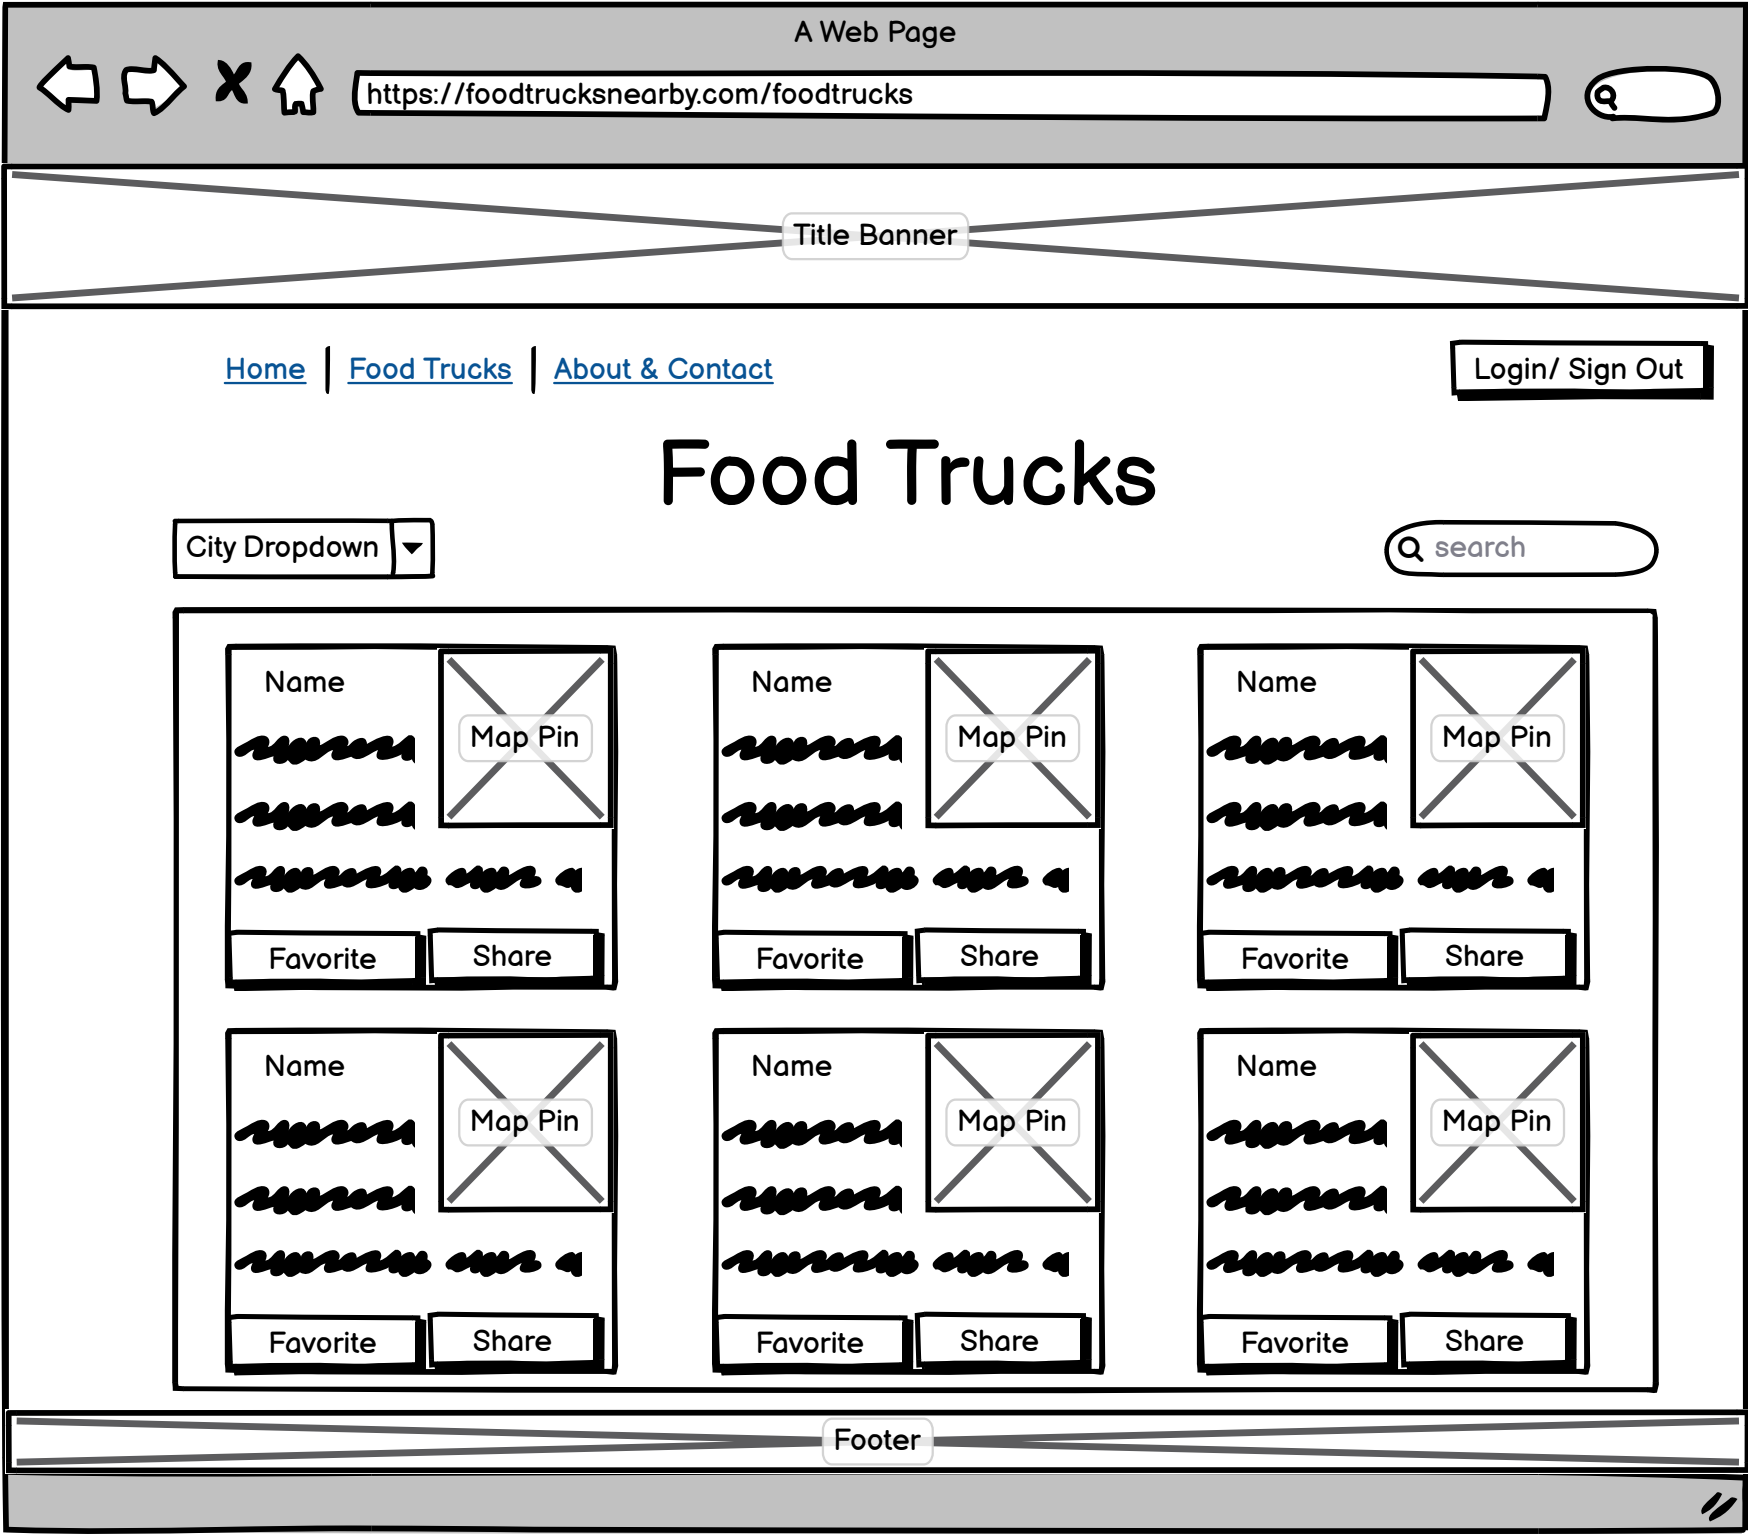 A Web Page
https://foodtrucksnearby.com/foodtrucks
Title Banner
Home | Food Trucks | About & Contact
Login/ Sign Out
Food Trucks
City Dropdown
search
Name
Map Pin
Favorite
Share
Name
Map Pin
Favorite
Share
Name
Map Pin
Favorite
Share
Name
Map Pin
Favorite
Share
Name
Map Pin
Favorite
Share
Name
Map Pin
Favorite
Share
Footer